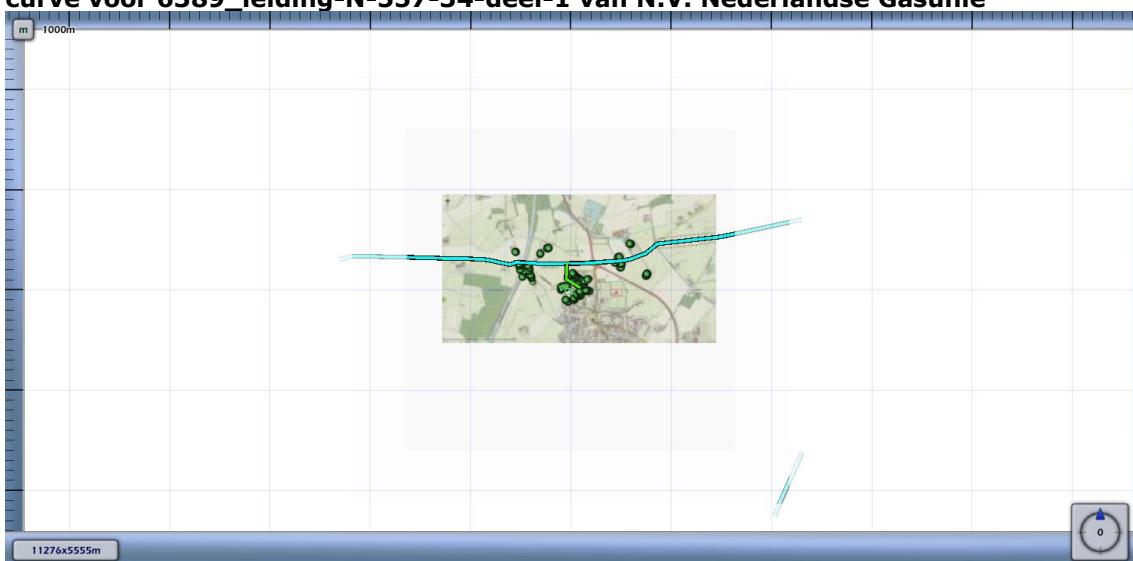 curve voor 6389_leiding-N-557-54-deel-1 van N.V. Nederlandse Gasunie
m 1000m
0
11276x5555m